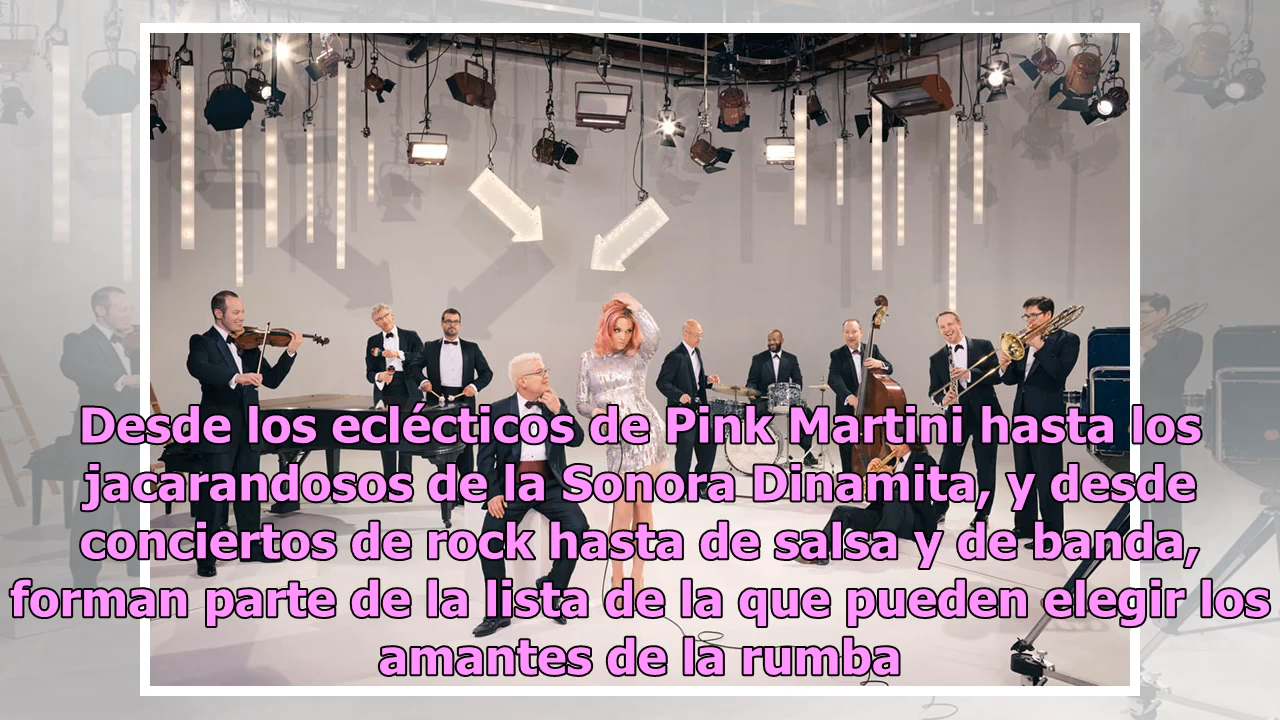 Desde los eclécticos de Pink Martini hasta los
jacarandosos de la Sonora Dinamita, y desde
conciertos de rock hasta de salsa y de banda,
forman parte de la lista de la que pueden elegir los
amantes de la rumba